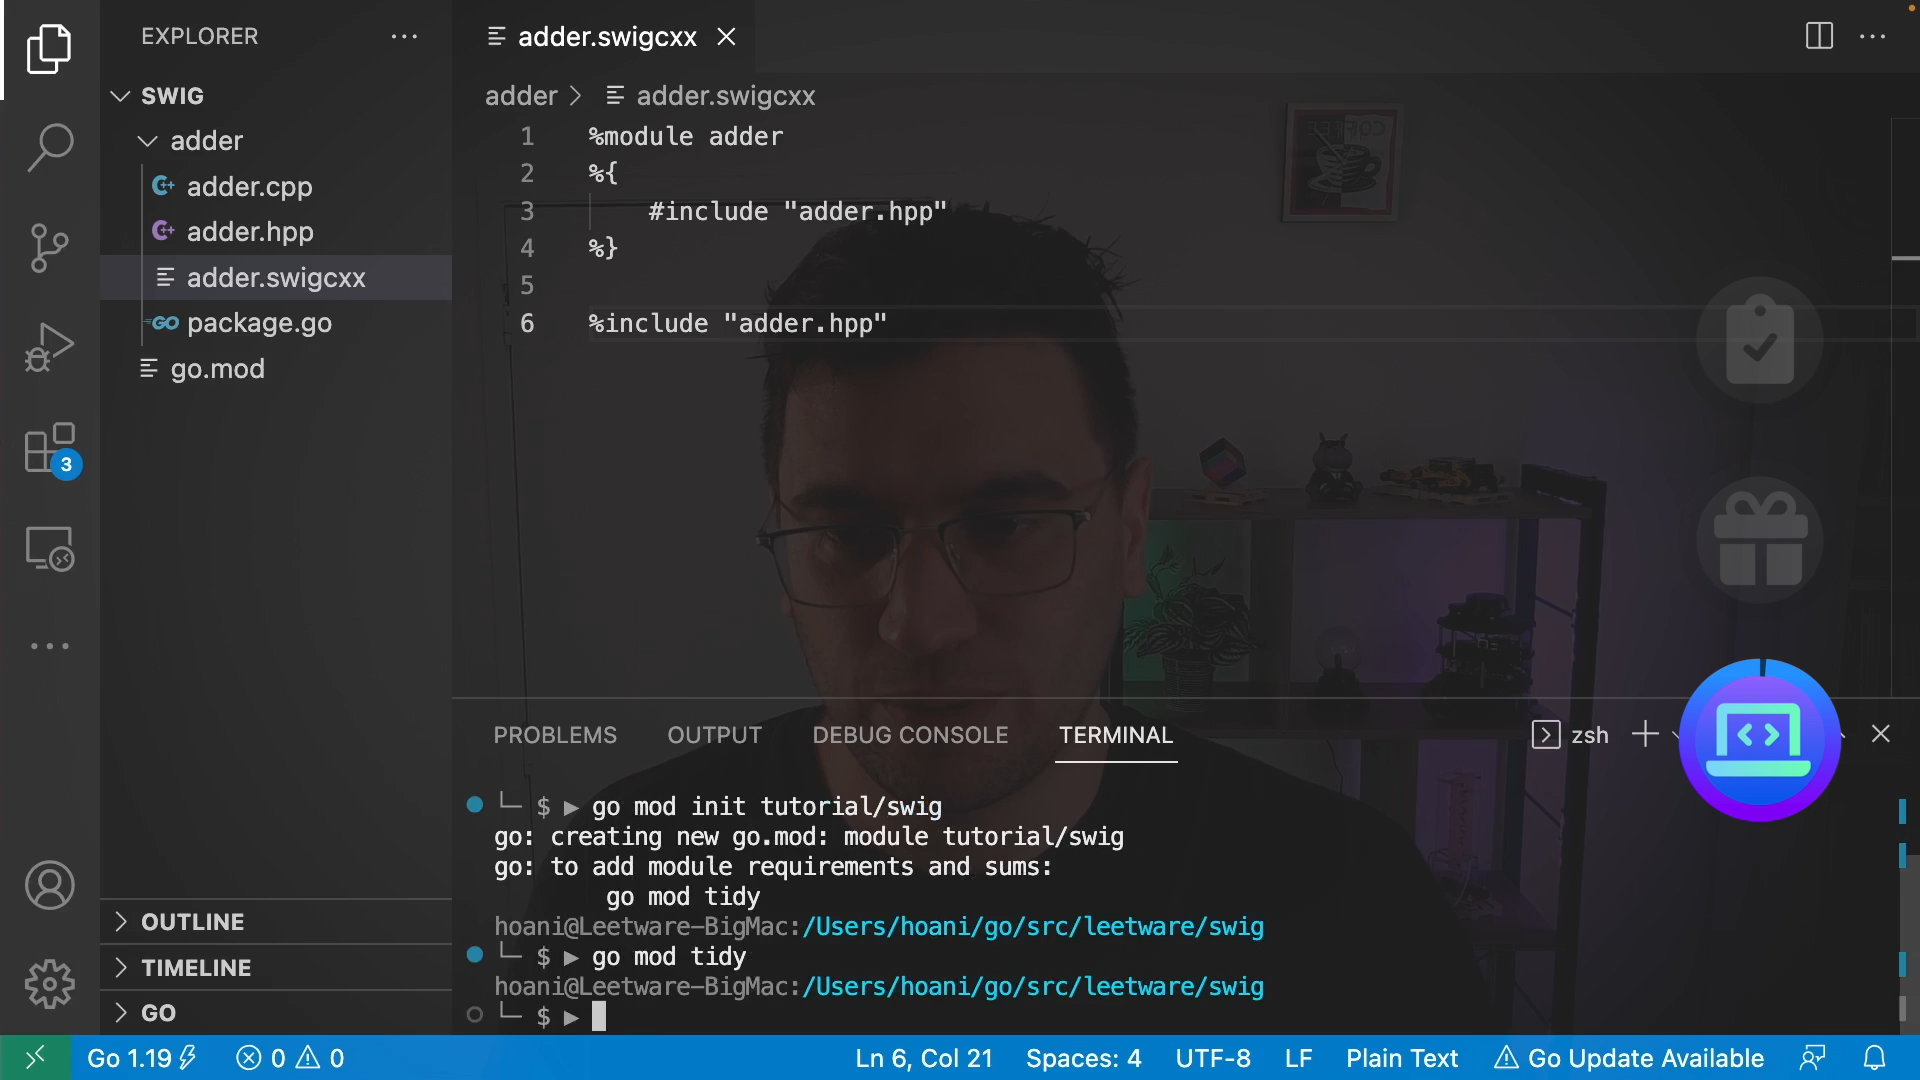 EXPLORER
SWIG
adder
adder.cpp
adder.hpp
adder.swigcxx
package.go
go.mod
OUTLINE
TIMELINE
GO
3
adder.swigcxx
adder > adder.swigcxx
1 %module adder
2 %{
3 #include "adder.hpp"
4 %}
5
6 %include "adder.hpp"
COFFEE
PROBLEMS OUTPUT DEBUG CONSOLE TERMINAL zsh
└─ $ ▶ go mod init tutorial/swig
go: creating new go.mod: module tutorial/swig
go: to add module requirements and sums:
go mod tidy
hoani@Leetware-BigMac:/Users/hoani/go/src/leetware/swig
└─ $ ▶ go mod tidy
hoani@Leetware-BigMac:/Users/hoani/go/src/leetware/swig
└─ $ ▶
Go 1.19 0 0 Ln 6, Col 21 Spaces: 4 UTF-8 LF Plain Text Go Update Available